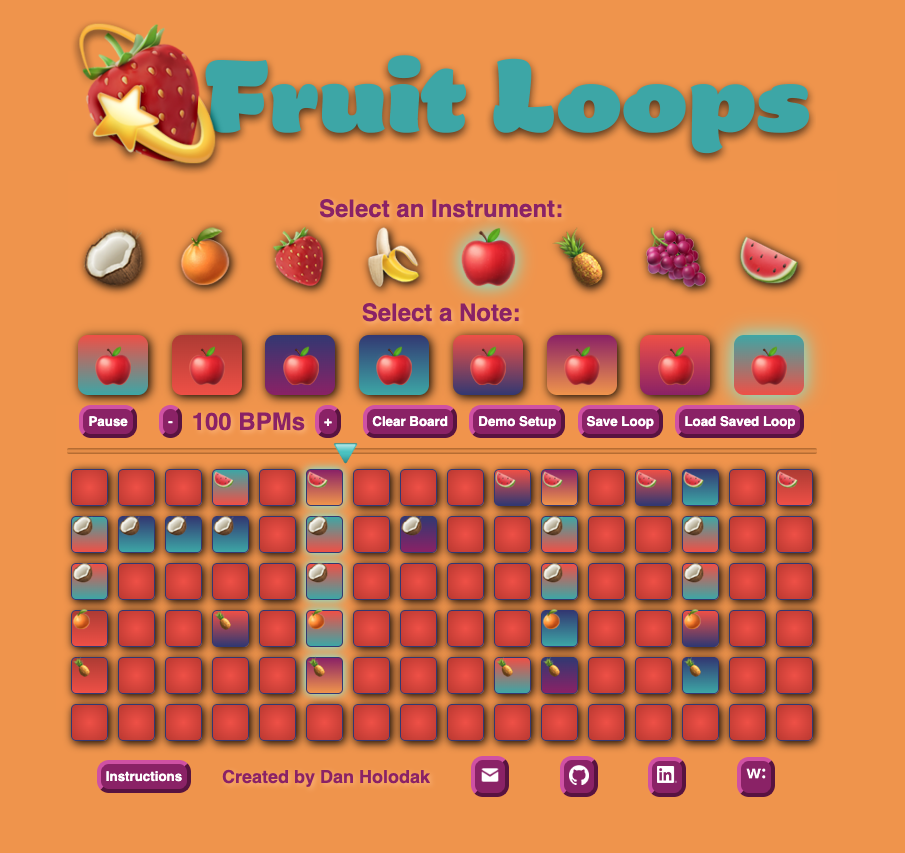 Fruit Loops
Select an Instrument:
Select a Note:
Pause - 100 BPMs + Clear Board Demo Setup Save Loop Load Saved Loop
Instructions Created by Dan Holodak in w: